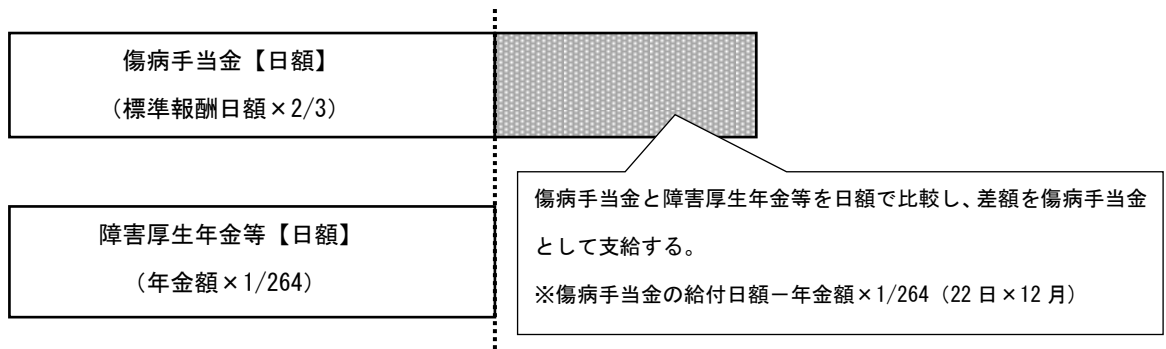 傷病手当金【日額】
（標準報酬日額×2/3）
傷病手当金と障害厚生年金等を日額で比較し、差額を傷病手当金
として支給する。
※傷病手当金の給付日額－年金額×1/264（22 日×12 月）
障害厚生年金等【日額】
（年金額×1/264）